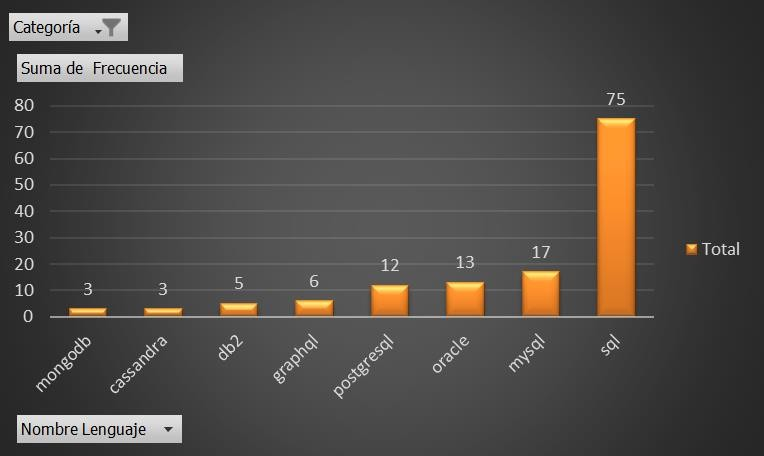 Categoría
Suma de Frecuencia
80
70
60
50
40
30
20
10
0
3
3
5
6
12
13
17
75
mongodb
cassandra
db2
graphql
postgresql
oracle
mysql
sql
Total
Nombre Lenguaje